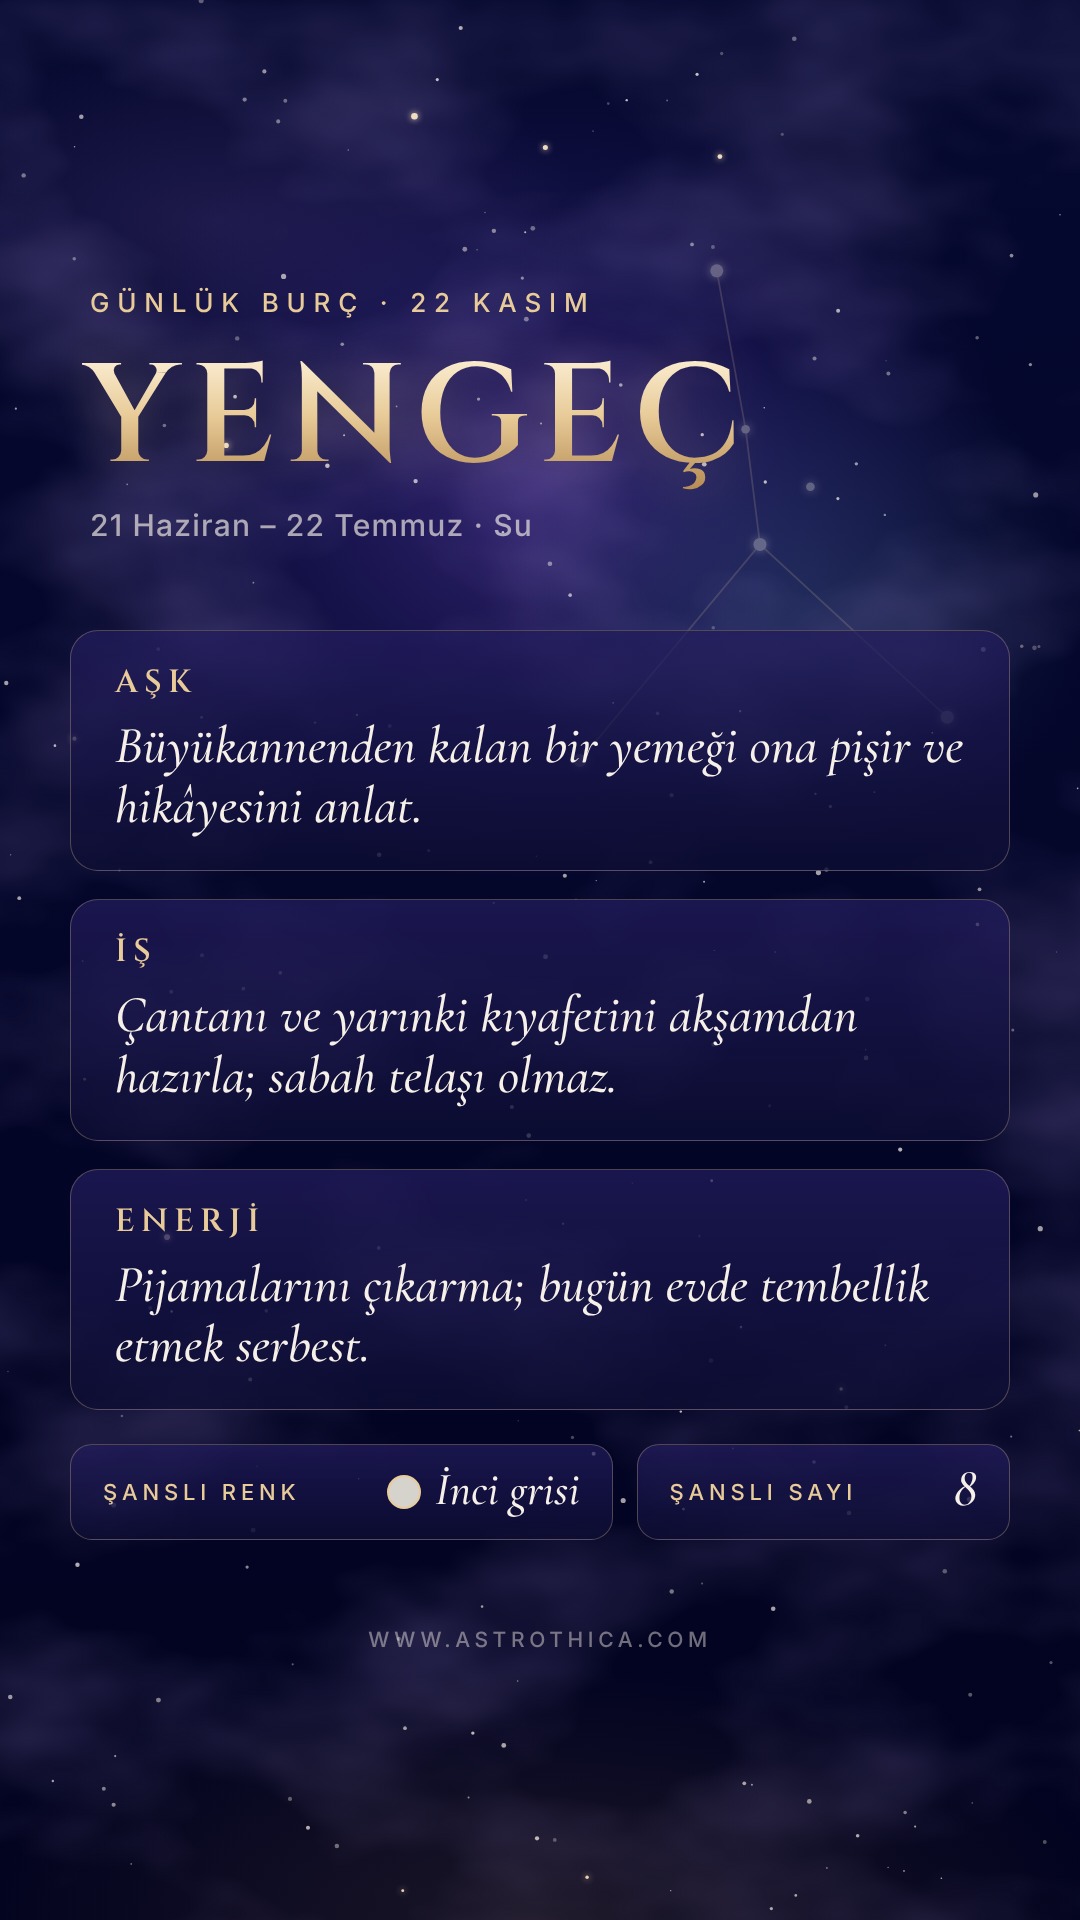 GÜNLÜK BURÇ · 22 KASIM
YENGEÇ
21 Haziran – 22 Temmuz · Su
AŞK
Büyükannenden kalan bir yemeği ona pişir ve
hikâyesini anlat.
İŞ
Çantanı ve yarınki kıyafetini akşamdan
hazırla; sabah telaşı olmaz.
ENERJİ
Pijamalarını çıkarma; bugün evde tembellik
etmek serbest.
ŞANSLI RENK İnci grisi
ŞANSLI SAYI 8
WWW.ASTROTHICA.COM